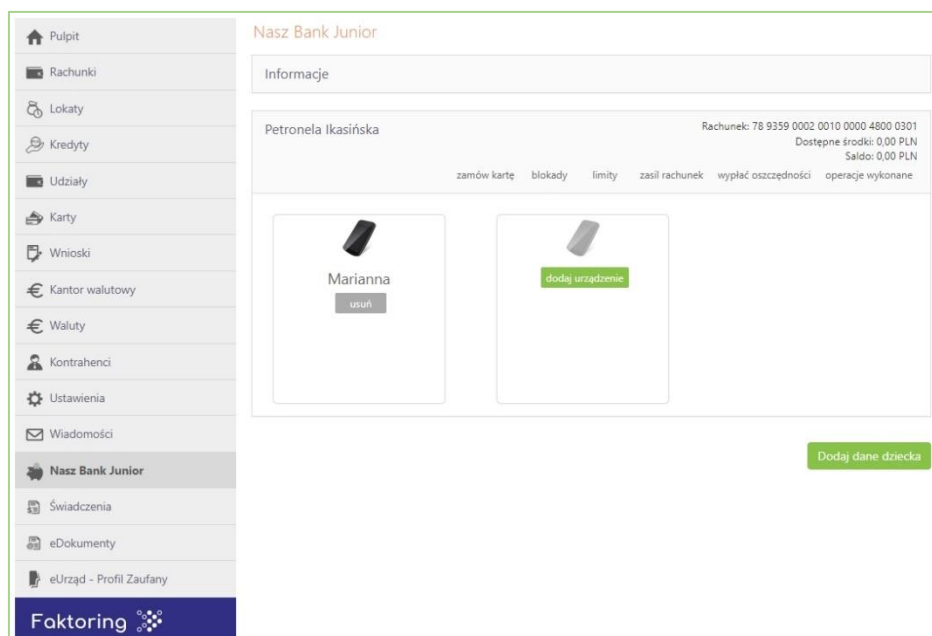 Pulpit
Rachunki
Lokaty
Kredyty
Udziały
Karty
Wnioski
Kantor walutowy
Waluty
Kontrahenci
Ustawienia
Wiadomości
Nasz Bank Junior
Świadczenia
eDokumenty
eUrząd - Profil Zaufany
Faktoring
Nasz Bank Junior
Informacje
Petronela Ikasińska
Rachunek: 78 9359 0002 0010 0000 4800 0301
Dostępne środki: 0,00 PLN
Saldo: 0,00 PLN
zamów kartę blokady limity zasil rachunek wypłać oszczędności operacje wykonane
Marianna
usuń
dodaj urządzenie
Dodaj dane dziecka